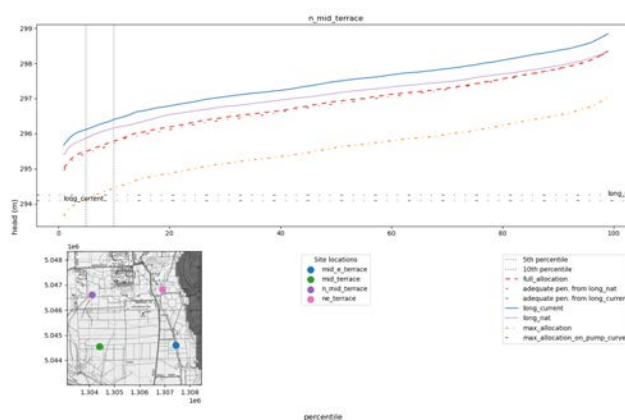 n_mid_terrace
299
298
297
296
295
294
head (m)
long_current
long_
0
20
40
60
80
100
1e6
5.048
5.047
5.046
5.045
5.044
5.043
1.304 1.305 1.306 1.307 1.308
1e6
Site locations
mid_e_terrace
mid_terrace
n_mid_terrace
ne_terrace
5th percentile
10th percentile
full_allocation
adequate pen. from long_nat
adequate pen. from long_current
long_current
long_nat
max_allocation
max_allocation_on_pump_curve
percentile